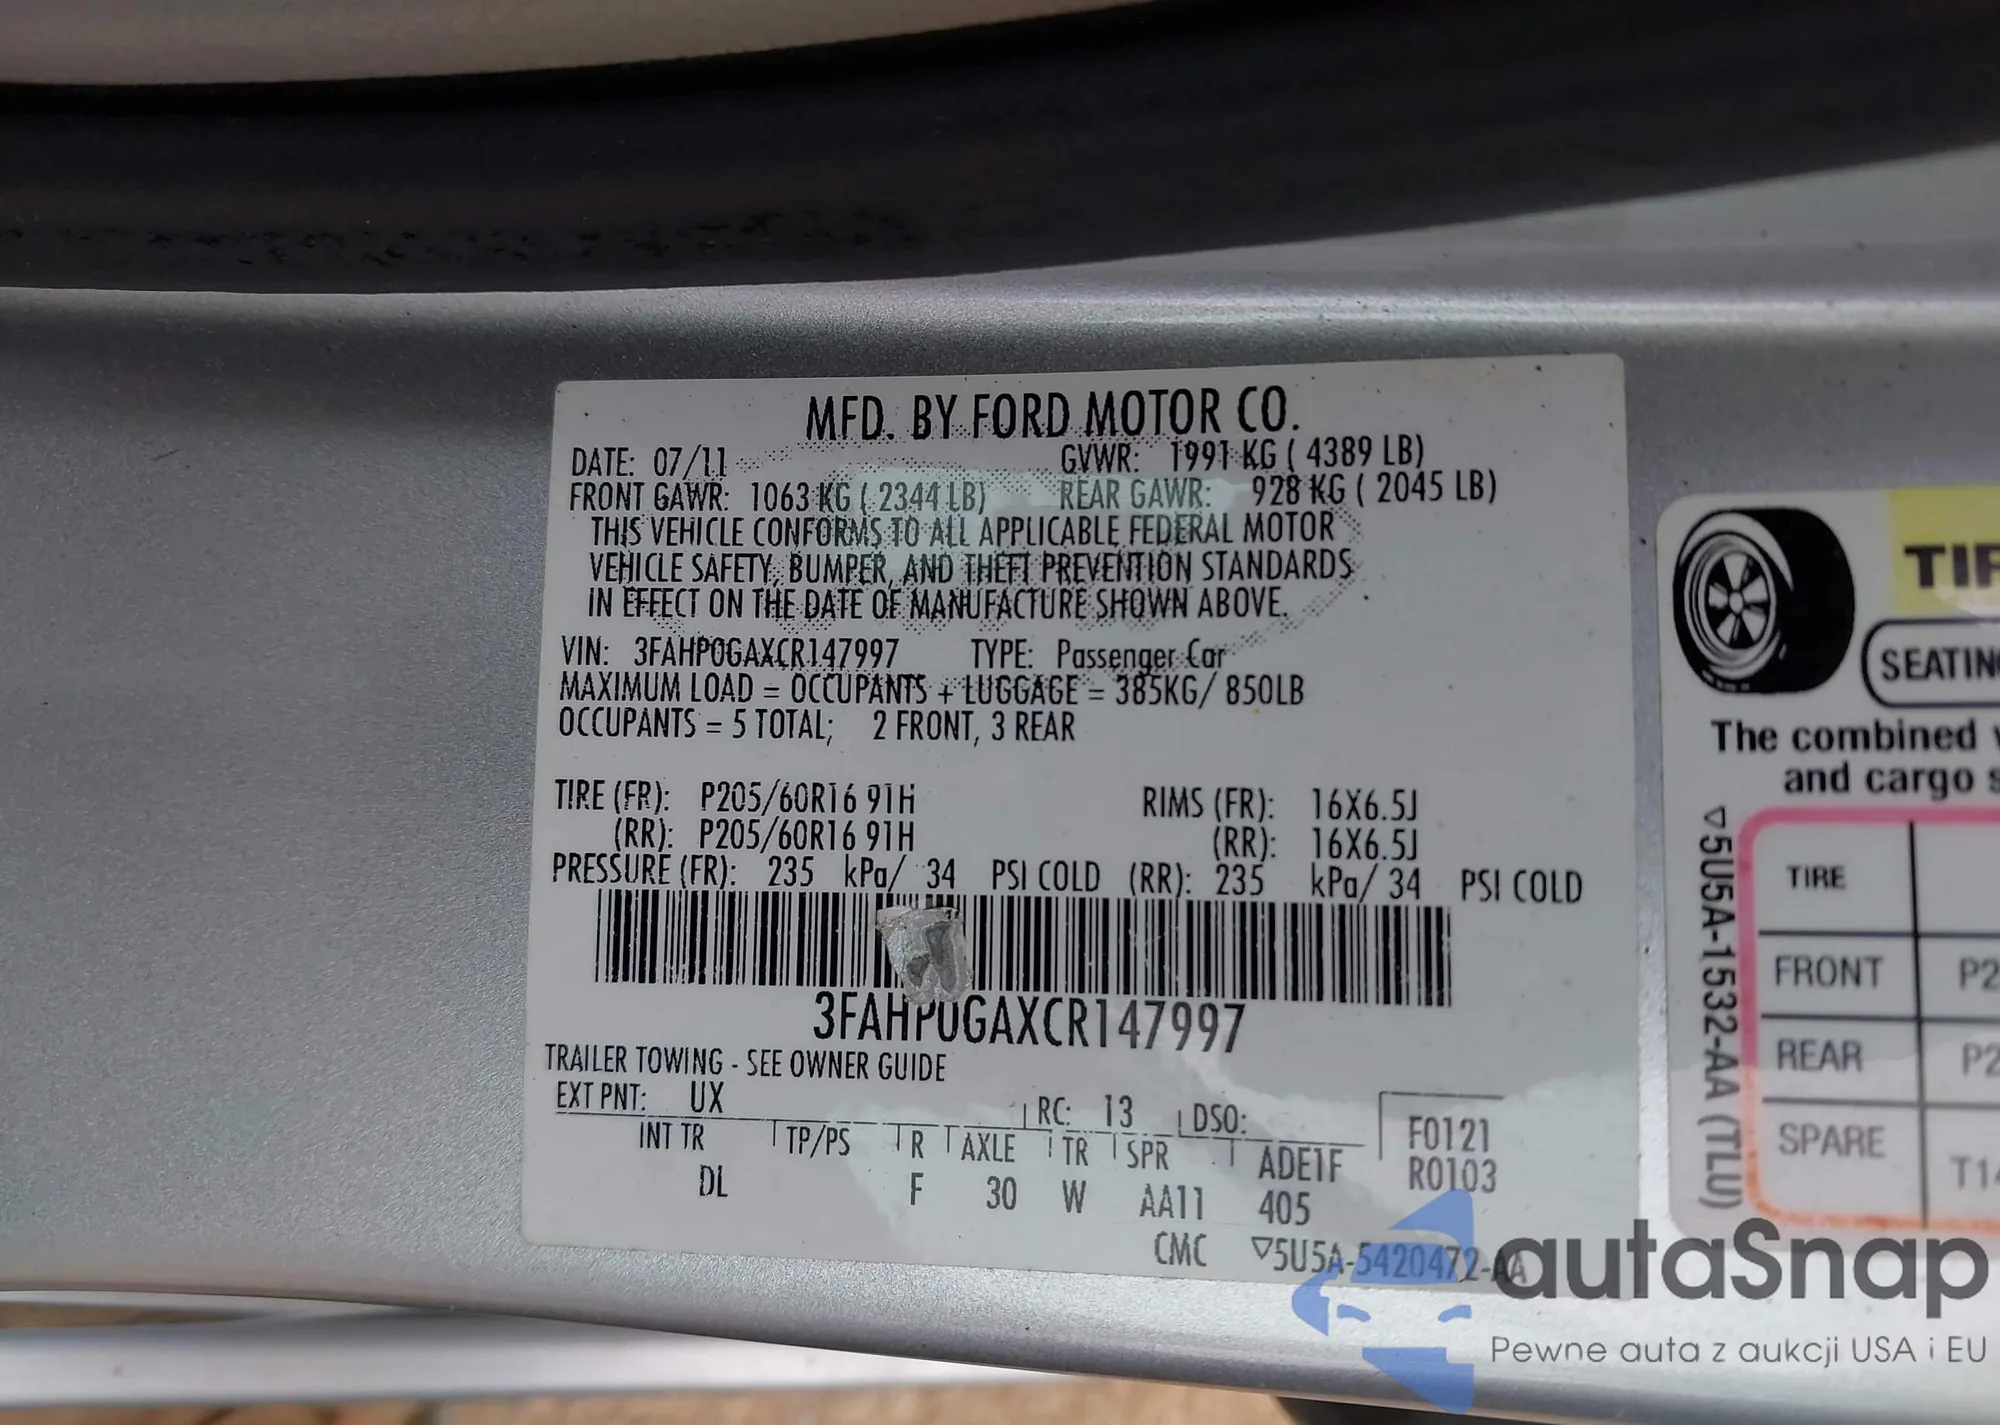 MFD. BY FORD MOTOR CO.
DATE: 07/11 GVWR: 1991 KG ( 4389 LB)
FRONT GAWR: 1063 KG ( 2344 LB) REAR GAWR: 928 KG ( 2045 LB)
THIS VEHICLE CONFORMS TO ALL APPLICABLE FEDERAL MOTOR
VEHICLE SAFETY, BUMPER, AND THEFT PREVENTION STANDARDS
IN EFFECT ON THE DATE OF MANUFACTURE SHOWN ABOVE.
VIN: 3FAHP0GAXCR147997 TYPE: Passenger Car
MAXIMUM LOAD = OCCUPANTS + LUGGAGE = 385KG/ 850LB
OCCUPANTS = 5 TOTAL; 2 FRONT, 3 REAR
TIRE (FR): P205/60R16 91H RIMS (FR): 16X6.5J
(RR): P205/60R16 91H (RR): 16X6.5J
PRESSURE (FR): 235 kPa/ 34 PSI COLD (RR): 235 kPa/ 34 PSI COLD
3FAHP0GAXCR147997
TRAILER TOWING - SEE OWNER GUIDE
EXT PNT: UX RC: 13 DSO: F0121
INT TR TP/PS R AXLE TR SPR ADE1F R0103
DL F 30 W AA11 405
CMC ▽5U5A-5420472-AA
SEATING
The combined
and cargo
▽5U5A-1532-AA (TLU)
TIRE
FRONT
REAR
SPARE
autaSnap
Pewne auta z aukcji USA i EU